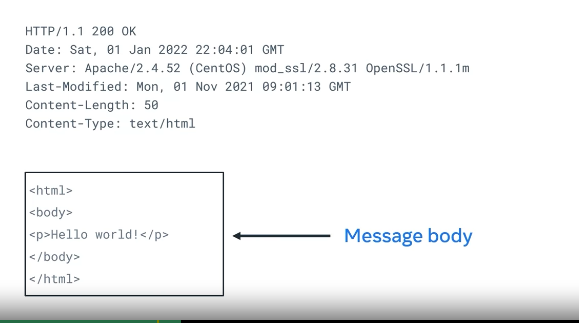 HTTP/1.1 200 OK
Date: Sat, 01 Jan 2022 22:04:01 GMT
Server: Apache/2.4.52 (CentOS) mod_ssl/2.8.31 OpenSSL/1.1.1m
Last-Modified: Mon, 01 Nov 2021 09:01:13 GMT
Content-Length: 50
Content-Type: text/html
<html>
<body>
<p>Hello world!</p>
</body>
</html>
Message body